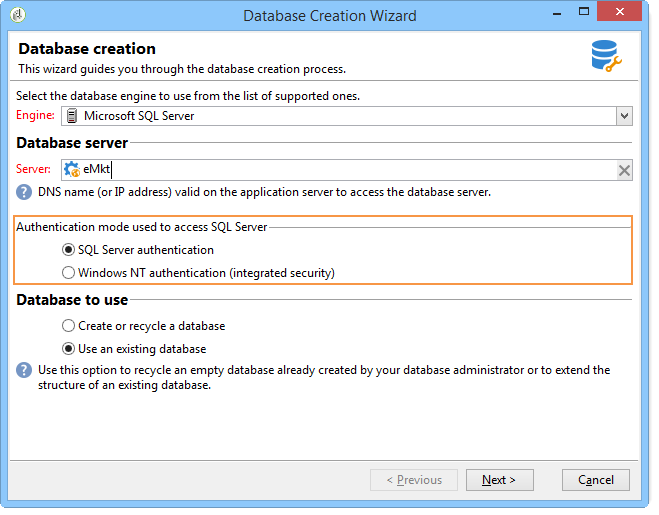 Database Creation Wizard
Database creation
This wizard guides you through the database creation process.
Select the database engine to use from the list of supported ones.
Engine: Microsoft SQL Server
Database server
Server: eMkt
? DNS name (or IP address) valid on the application server to access the database server.
Authentication mode used to access SQL Server
SQL Server authentication
Windows NT authentication (integrated security)
Database to use
Create or recycle a database
Use an existing database
? Use this option to recycle an empty database already created by your database administrator or to extend the
structure of an existing database.
< Previous Next > Cancel